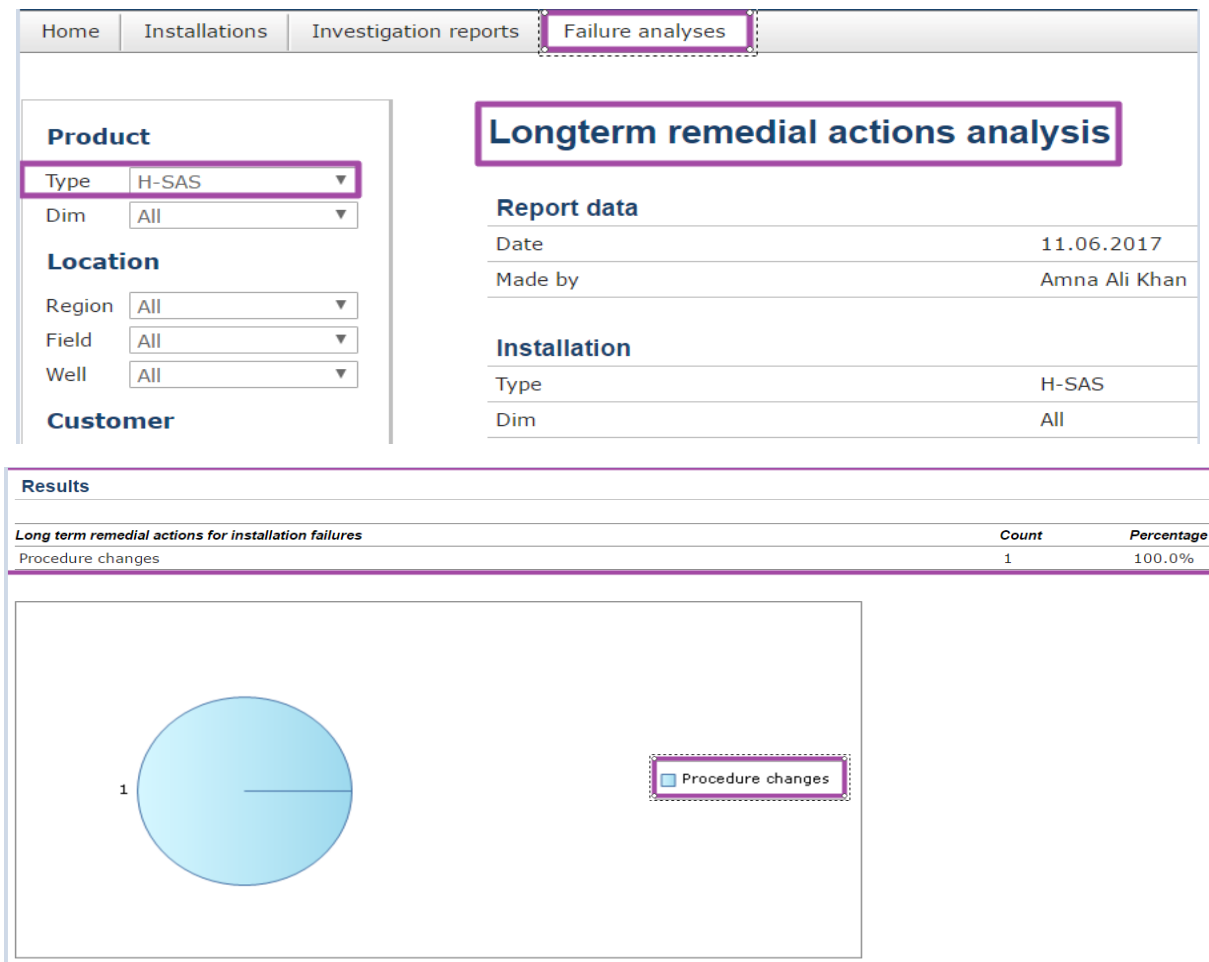 Home Installations Investigation reports Failure analyses
Product
Type H-SAS
Dim All
Location
Region All
Field All
Well All
Customer
Longterm remedial actions analysis
Report data
Date 11.06.2017
Made by Amna Ali Khan
Installation
Type H-SAS
Dim All
Results
Long term remedial actions for installation failures Count Percentage
Procedure changes 1 100.0%
1
Procedure changes